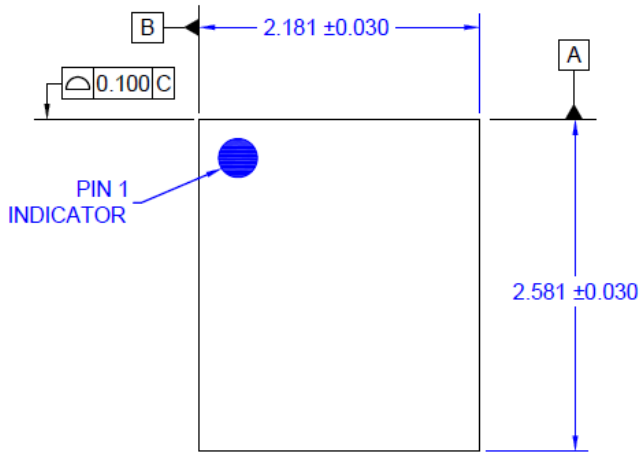 B
2.181 ±0.030
A
⌓ 0.100 C
PIN 1
INDICATOR
2.581 ±0.030